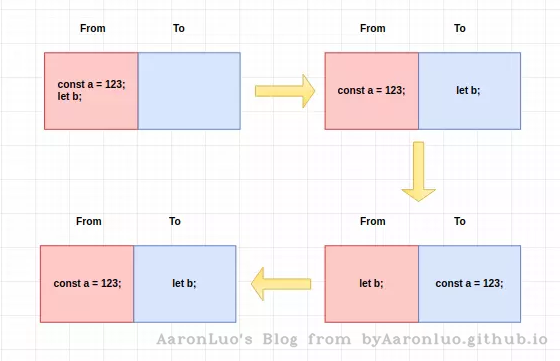 From To
From To
const a = 123;
let b;
const a = 123; let b;
From To
From To
const a = 123; let b;
let b; const a = 123;
AaronLuo's Blog from byAaronluo.github.io